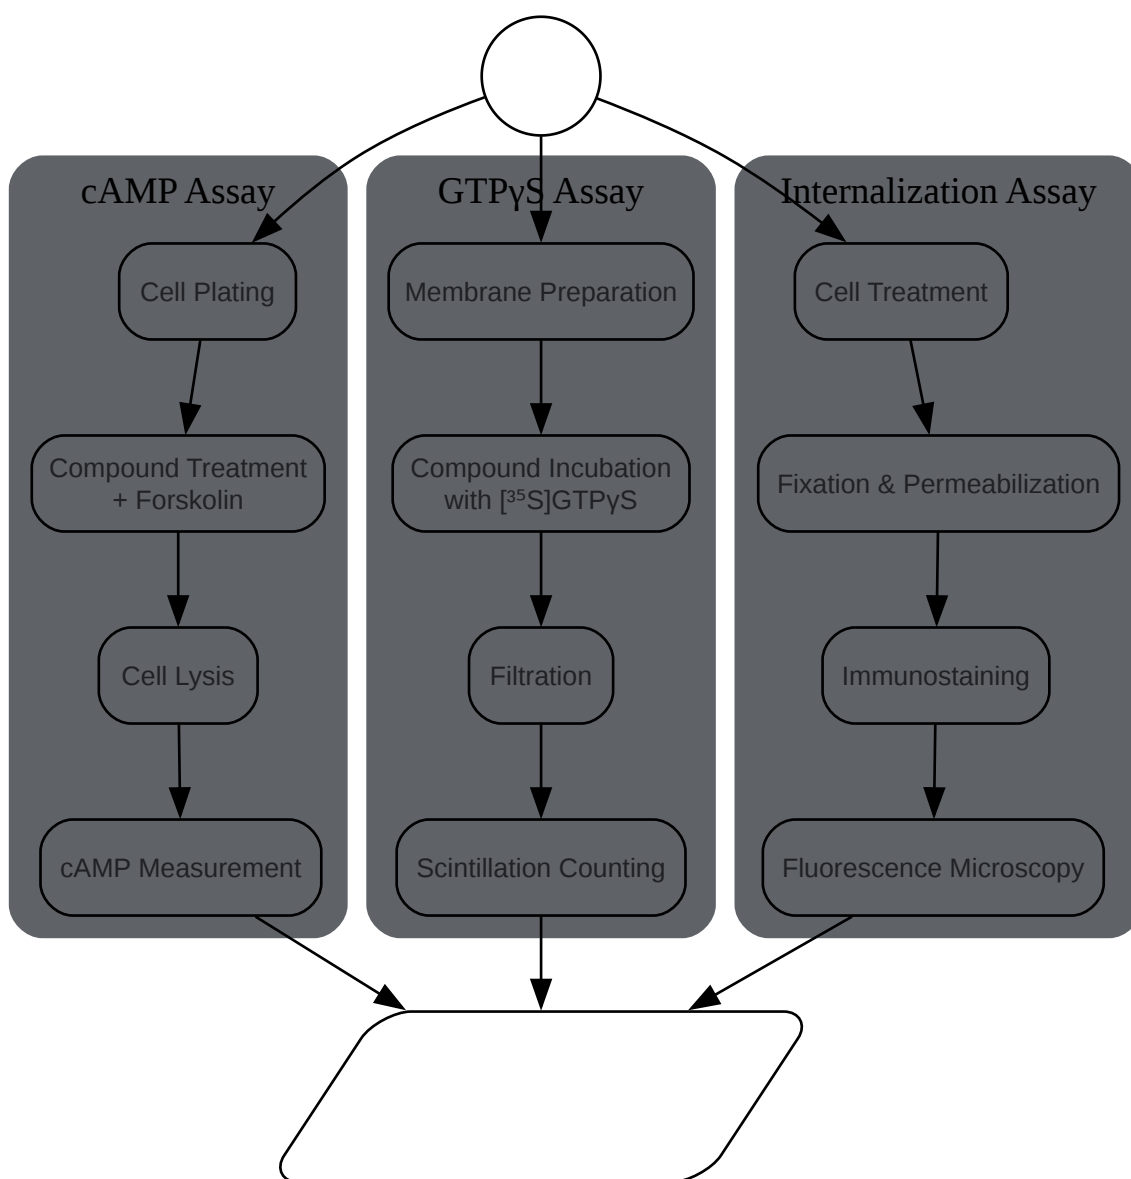 cAMP Assay
Cell Plating
Compound Treatment
+ Forskolin
Cell Lysis
cAMP Measurement
GTPγS Assay
Membrane Preparation
Compound Incubation
with [³⁵S]GTPγS
Filtration
Scintillation Counting
Internalization Assay
Cell Treatment
Fixation & Permeabilization
Immunostaining
Fluorescence Microscopy